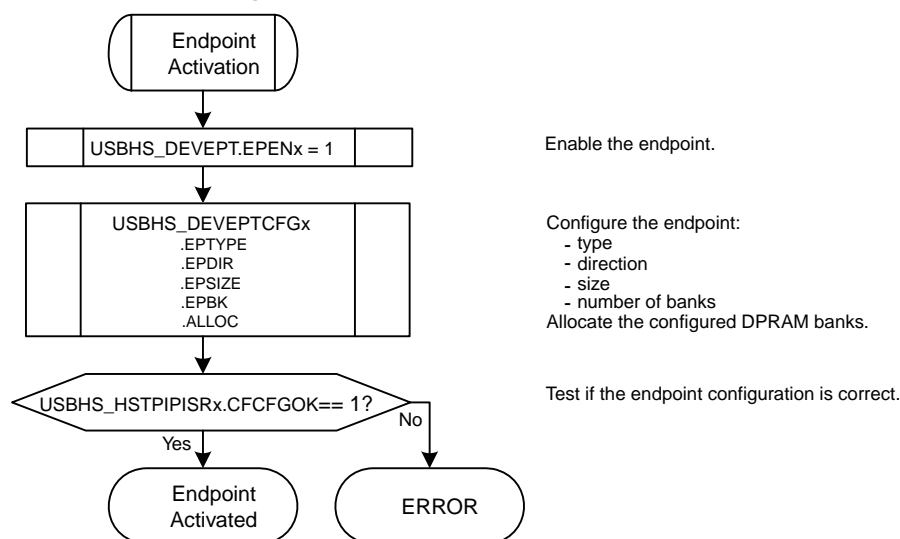 Endpoint
Activation
USBHS_DEVEPT.EPENx = 1
Enable the endpoint.
USBHS_DEVEPTCFGx
.EPTYPE
.EPDIR
.EPSIZE
.EPBK
.ALLOC
Configure the endpoint:
- type
- direction
- size
- number of banks
Allocate the configured DPRAM banks.
USBHS_HSTPIPISRx.CFCFGOK== 1?
Test if the endpoint configuration is correct.
No
Yes
Endpoint
Activated
ERROR